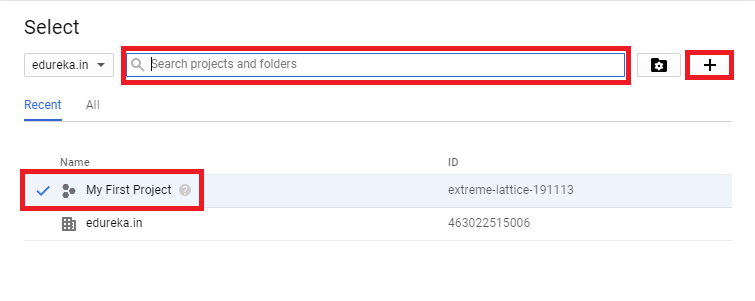 Select
edureka.in Search projects and folders +
Recent All
Name ID
My First Project ? extreme-lattice-191113
edureka.in 463022515006